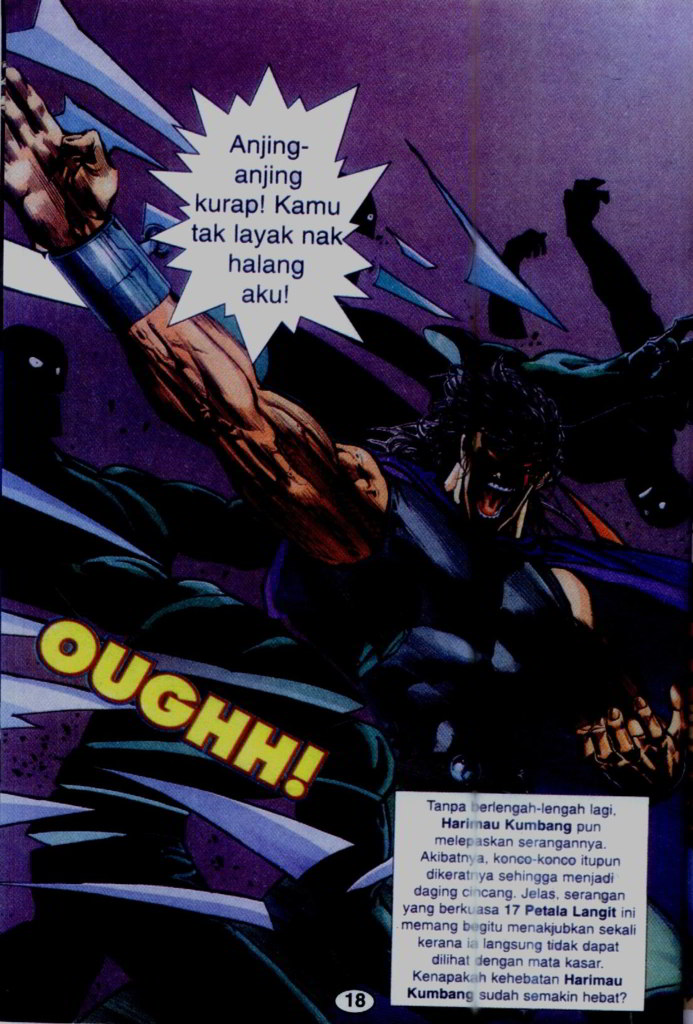 Anjing-
anjing
kurap! Kamu
tak layak nak
halang
aku!
OUGHH!
Tanpa berlengah-lengah lagi,
Harimau Kumbang pun
melepaskan serangannya.
Akibatnya, konco-konco itupun
dikeratnya sehingga menjadi
daging cincang. Jelas, serangan
yang berkuasa 17 Petala Langit ini
memang begitu menakjubkan sekali
kerana ia langsung tidak dapat
dilihat dengan mata kasar.
Kenapakah kehebatan Harimau
Kumbang sudah semakin hebat?
18